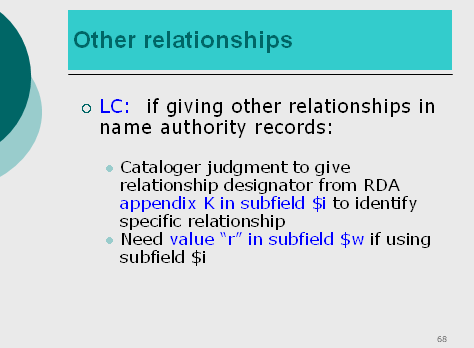 Other relationships
LC:  if giving other relationships in
name authority records:
Cataloger judgment to give
relationship designator from RDA
appendix K in subfield $i to identify
specific relationship
Need value “r” in subfield $w if using
subfield $i
68